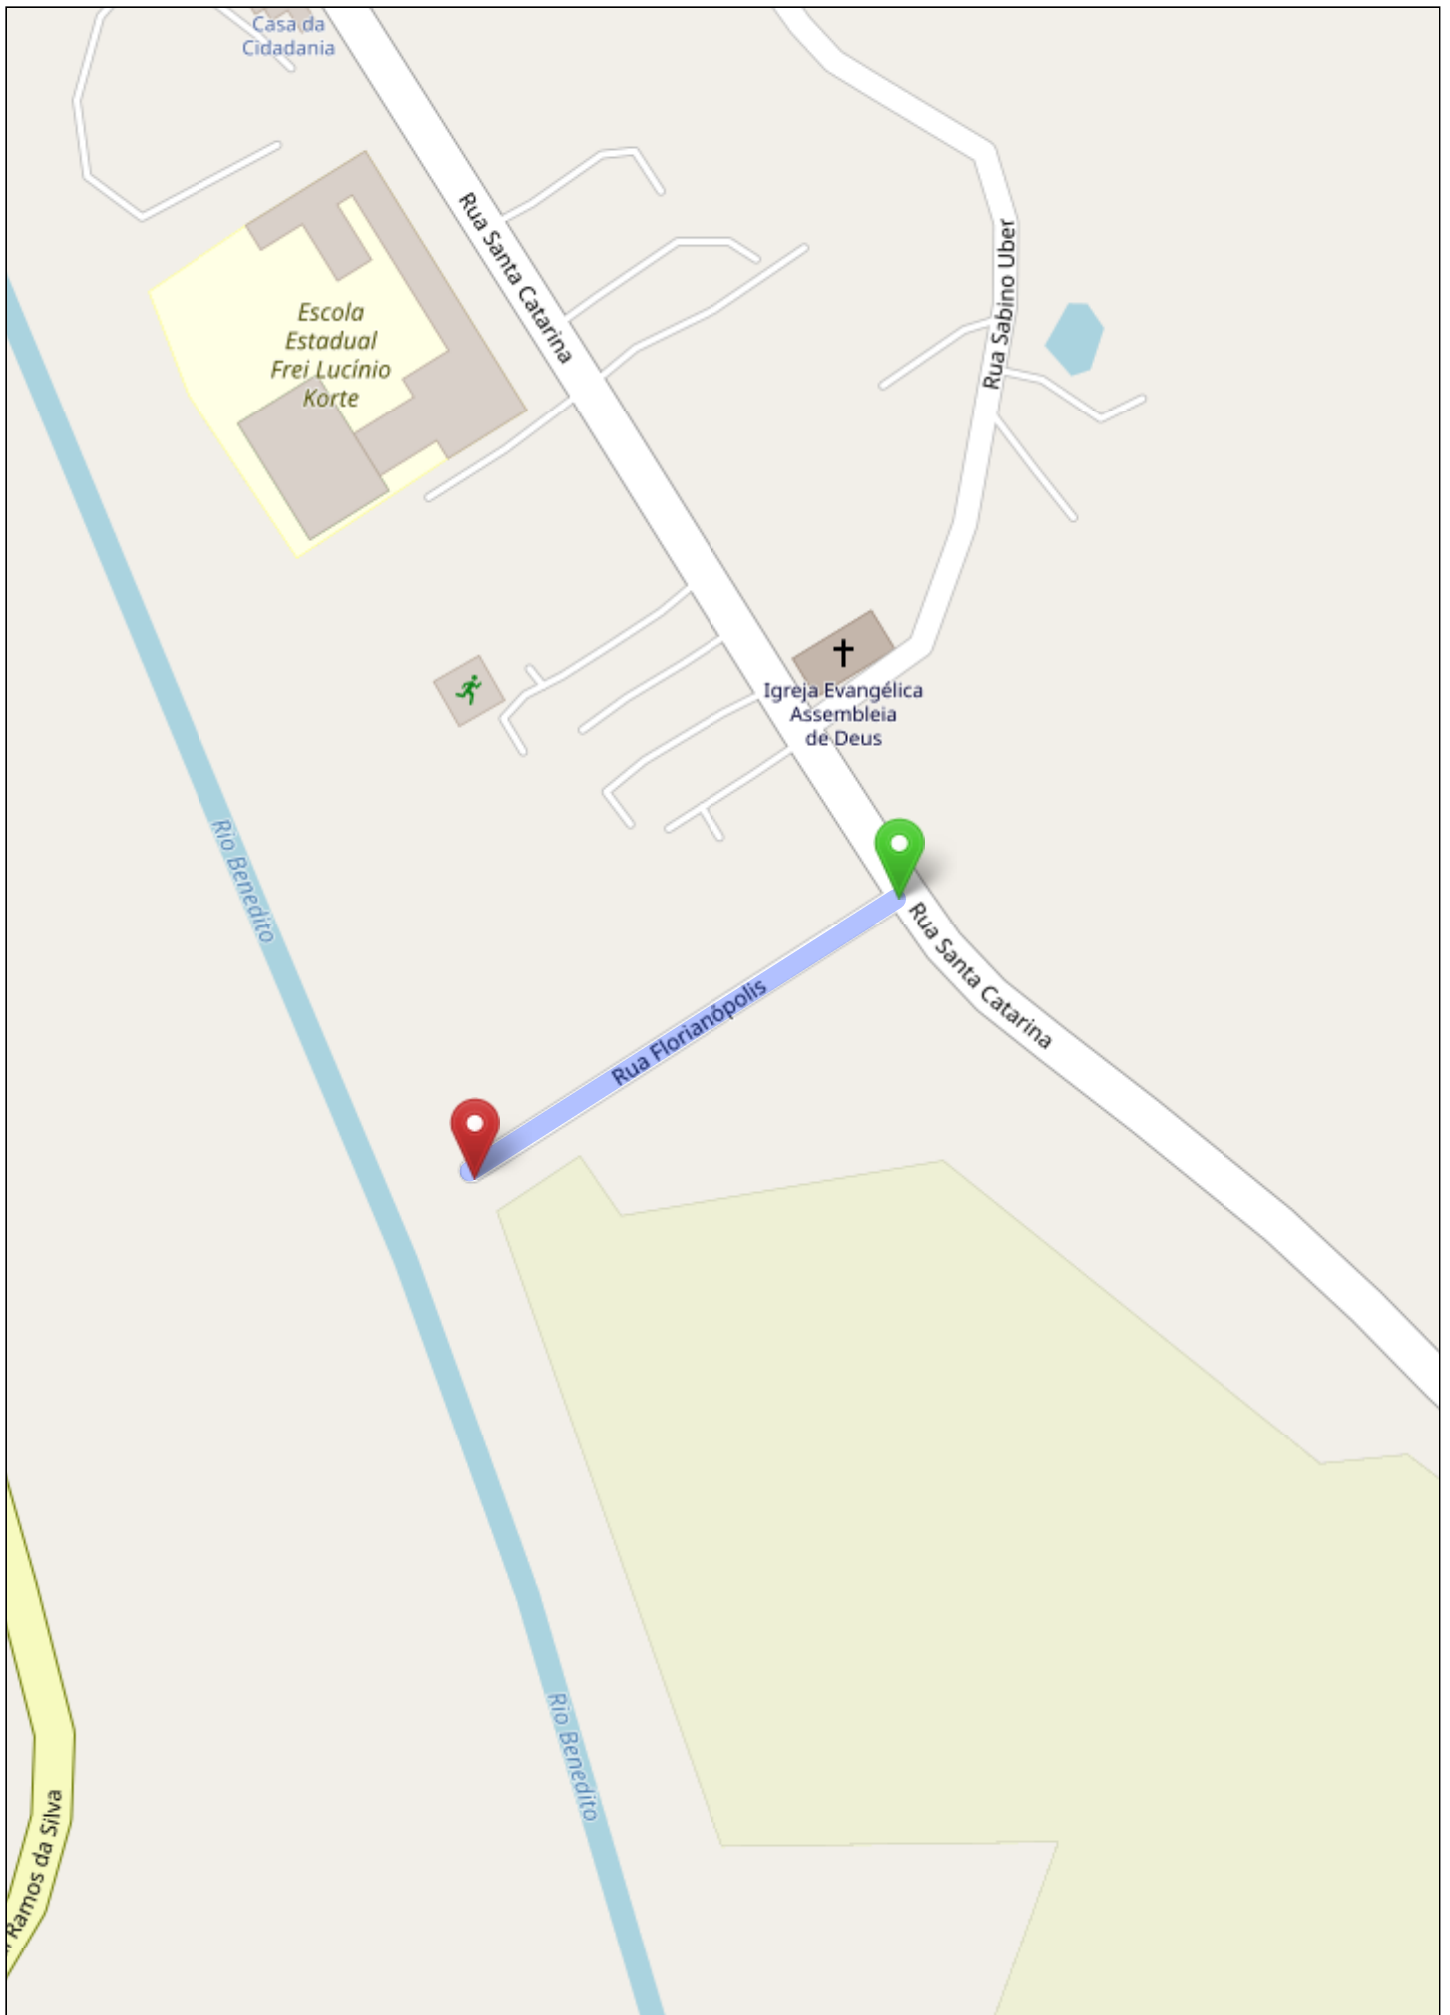 Casa da
Cidadania
Rua Santa Catarina
Rua Sabino Uber
Escola
Estadual
Frei Lucínio
Korte
Igreja Evangélica
Assembleia
de Deus
Rio Benedito
Rua Santa Catarina
Rua Florianópolis
Rio Benedito
Ramos da Silva